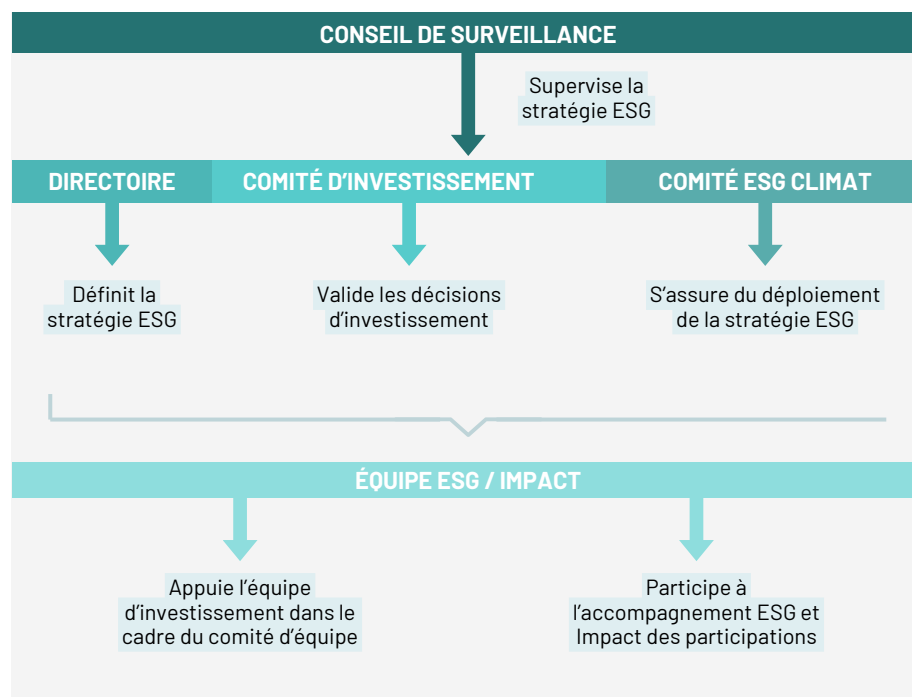 CONSEIL DE SURVEILLANCE
Supervise la
stratégie ESG
DIRECTOIRE
COMITÉ D’INVESTISSEMENT
COMITÉ ESG CLIMAT
Définit la
stratégie ESG
Valide les décisions
d’investissement
S’assure du déploiement
de la stratégie ESG
ÉQUIPE ESG / IMPACT
Appuie l’équipe
d’investissement dans le
cadre du comité d’équipe
Participe à
l’accompagnement ESG et
Impact des participations